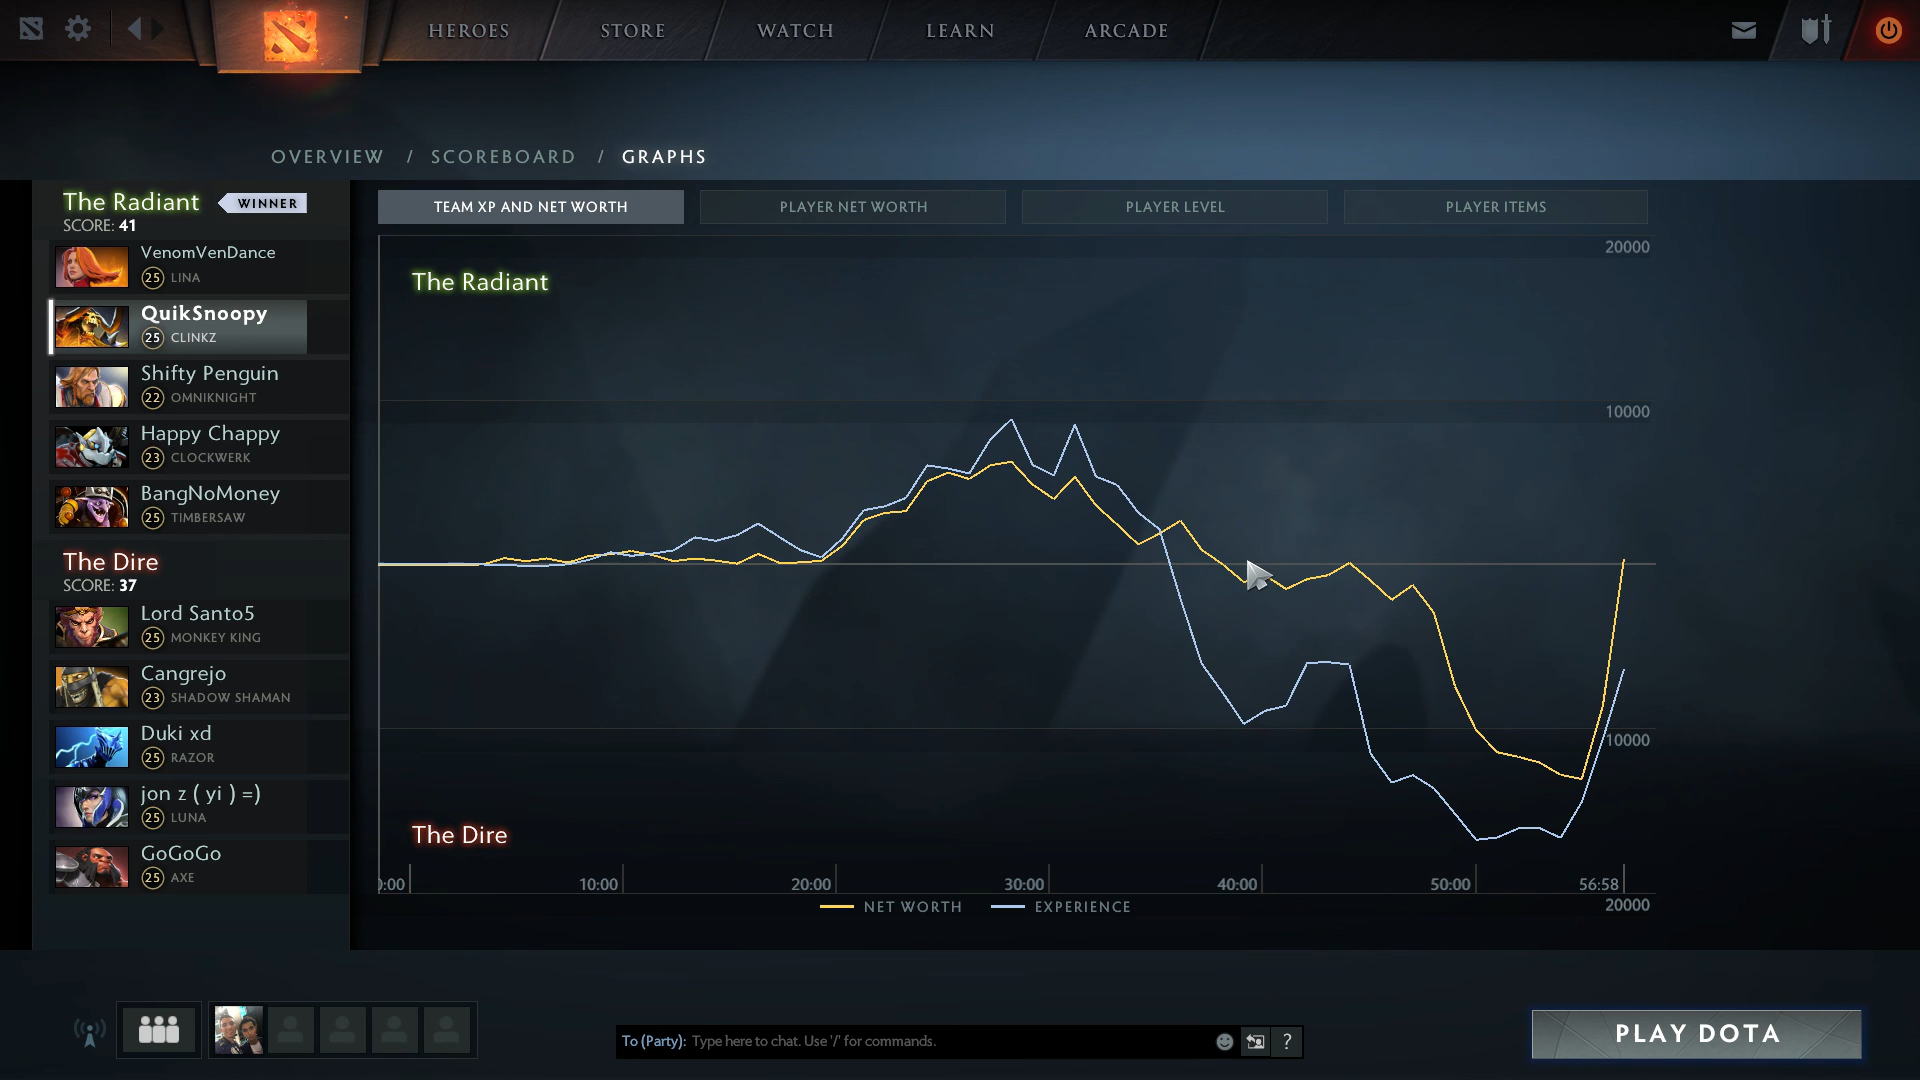 HEROES
STORE
WATCH
LEARN
ARCADE
OVERVIEW / SCOREBOARD / GRAPHS
The Radiant
WINNER
SCORE: 41
VenomVenDance
25 LINA
QuikSnoopy
25 CLINKZ
Shifty Penguin
22 OMNIKNIGHT
Happy Chappy
23 CLOCKWERK
BangNoMoney
25 TIMBERSAW
The Dire
SCORE: 37
Lord Santo5
25 MONKEY KING
Cangrejo
23 SHADOW SHAMAN
Duki xd
25 RAZOR
jon z ( yi ) =)
25 LUNA
GoGoGo
25 AXE
TEAM XP AND NET WORTH
PLAYER NET WORTH
PLAYER LEVEL
PLAYER ITEMS
20000
The Radiant
10000
10000
The Dire
0:00
10:00
20:00
30:00
40:00
50:00
56:58
20000
NET WORTH
EXPERIENCE
To (Party): Type here to chat. Use '/' for commands.
?
PLAY DOTA